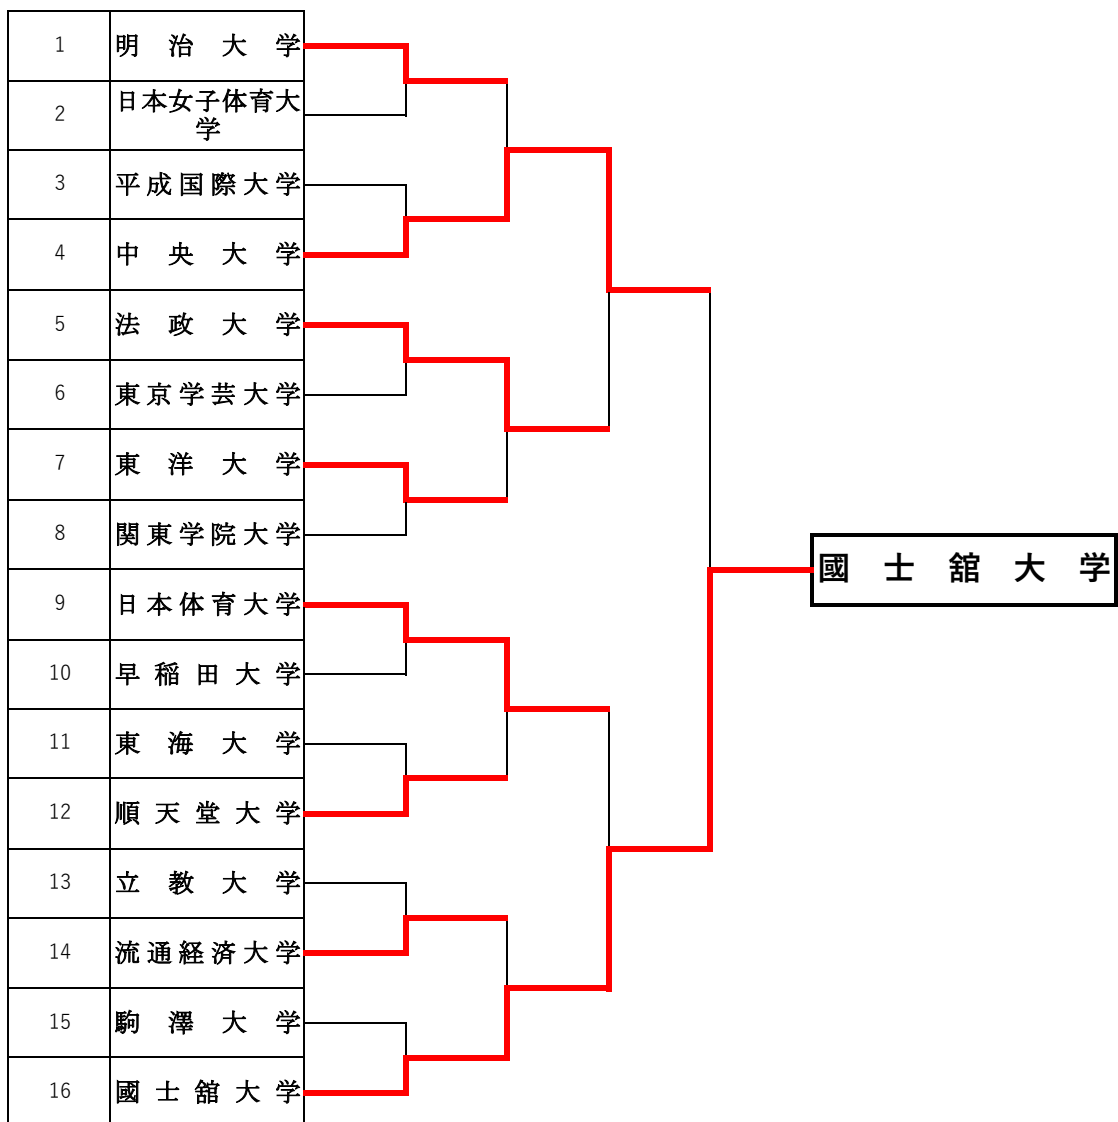 1 明治大学
2 日本女子体育大
学
3 平成国際大学
4 中央大学
5 法政大学
6 東京学芸大学
7 東洋大学
8 関東学院大学
國士舘大学
9 日本体育大学
10 早稲田大学
11 東海大学
12 順天堂大学
13 立教大学
14 流通経済大学
15 駒澤大学
16 國士舘大学